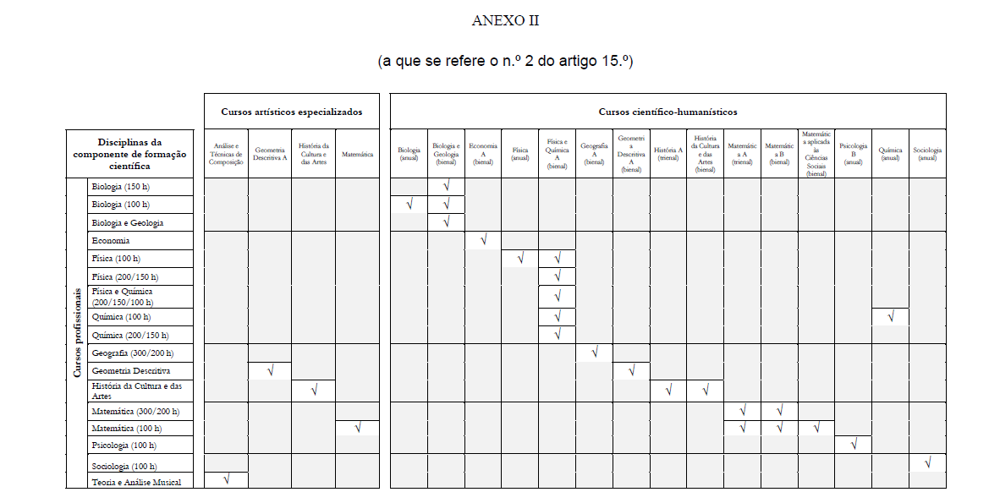 ANEXO II
(a que se refere o n.º 2 do artigo 15.º)
Cursos artísticos especializados
Cursos científico-humanísticos
Disciplinas da
componente de formação
científica
Análise e
Técnicas de
Composição
Geometria
Descritiva A
História da
Cultura e
das Artes
Matemática
Biologia
(anual)
Biologia e
Geologia
(bienal)
Economia
A
(bienal)
Física
(anual)
Física e
Química
A
(bienal)
Geografia
A
(bienal)
Geometri
a
Descritiva
A
(bienal)
História A
(trienal)
História
da Cultura
e das
Artes
(bienal)
Matemátic
a A
(trienal)
Matemátic
a B
(bienal)
Matemátic
a aplicada
às
Ciências
Sociais
(bienal)
Psicologia
B
(anual)
Química
(anual)
Sociologia
(anual)
Cursos profissionais
Biologia (150 h) √
Biologia (100 h) √ √
Biologia e Geologia √
Economia √
Física (100 h) √ √
Física (200/150 h) √
Física e Química
(200/150/100 h) √
Química (100 h) √ √
Química (200/150 h) √
Geografia (300/200 h) √
Geometria Descritiva √ √
História da Cultura e das
Artes √ √ √
Matemática (300/200 h) √ √
Matemática (100 h) √ √ √ √
Psicologia (100 h) √
Sociologia (100 h) √
Teoria e Análise Musical √